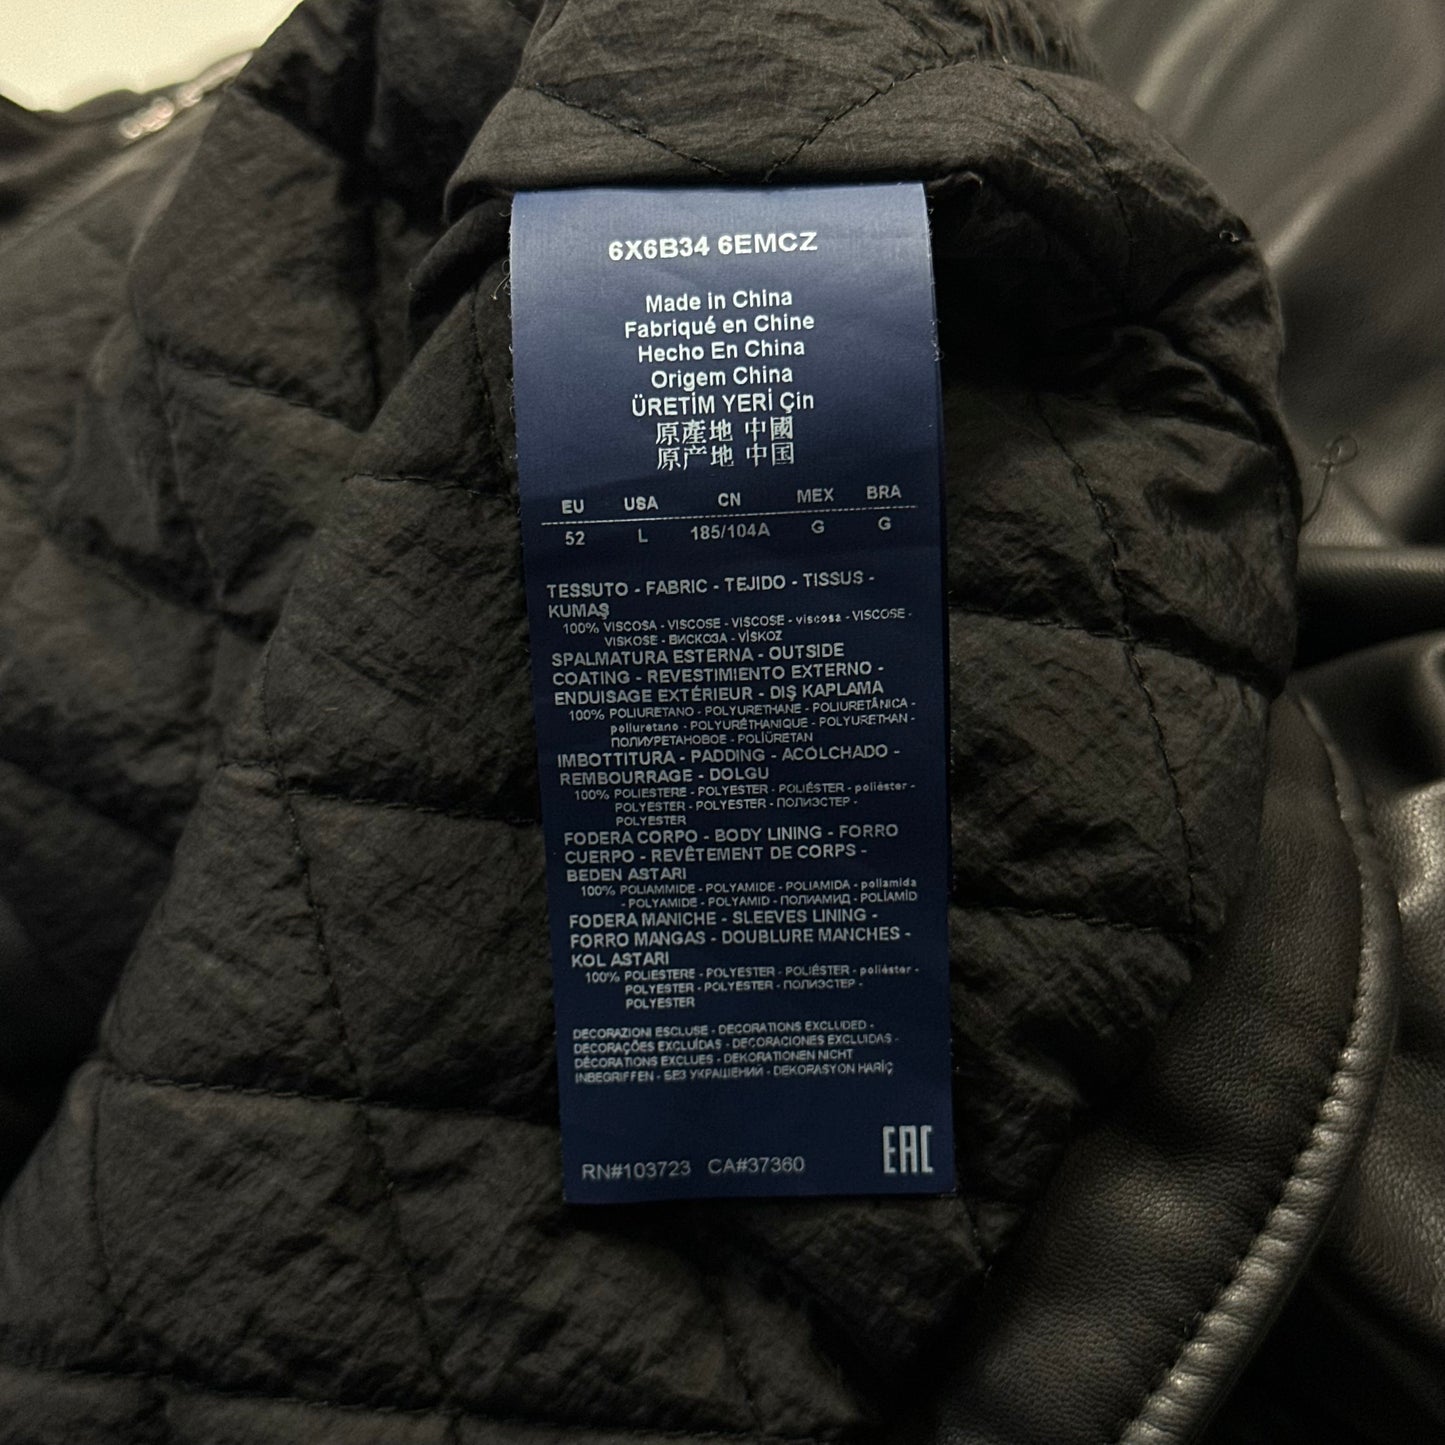 6X6B34 6EMCZ
Made in China
Fabriqué en Chine
Hecho En China
Origem China
ÜRETİM YERİ Çin
原產地 中國
原产地 中国
EU USA CN MEX BRA
52 L 185/104A G G
TESSUTO - FABRIC - TEJIDO - TISSUS -
KUMAŞ
100% VISCOSA - VISCOSE - VISCOSE - viscosa - VISCOSE -
VISKOSE - ВИСКОЗА - VİSKOZ
SPALMATURA ESTERNA - OUTSIDE
COATING - REVESTIMIENTO EXTERNO -
ENDUISAGE EXTÉRIEUR - DIŞ KAPLAMA
100% POLIURETANO - POLYURETHANE - POLIURETÂNICA -
poliuretano - POLYURÉTHANIQUE - POLYURETHAN -
ПОЛИУРЕТАНОВОЕ - POLİÜRETAN
IMBOTTITURA - PADDING - ACOLCHADO -
REMBOURRAGE - DOLGU
100% POLIESTERE - POLYESTER - POLIÉSTER - poliéster -
POLYESTER - POLYESTER - ПОЛИЭСТЕР -
POLYESTER
FODERA CORPO - BODY LINING - FORRO
CUERPO - REVÊTEMENT DE CORPS -
BEDEN ASTARI
100% POLIAMMIDE - POLYAMIDE - POLIAMIDA - poliamida
- POLYAMIDE - POLYAMID - ПОЛИАМИД - POLİAMİD
FODERA MANICHE - SLEEVES LINING -
FORRO MANGAS - DOUBLURE MANCHES -
KOL ASTARI
100% POLIESTERE - POLYESTER - POLIÉSTER - poliéster -
POLYESTER - POLYESTER - ПОЛИЭСТЕР -
POLYESTER
DECORAZIONI ESCLUSE - DECORATIONS EXCLUDED -
DECORAÇÕES EXCLUÍDAS - DECORACIONES EXCLUIDAS -
DÉCORATIONS EXCLUES - DEKORATIONEN NICHT
INBEGRIFFEN - БЕЗ УКРАШЕНИЙ - DEKORASYON HARİÇ
RN#103723 CA#37360 EAC